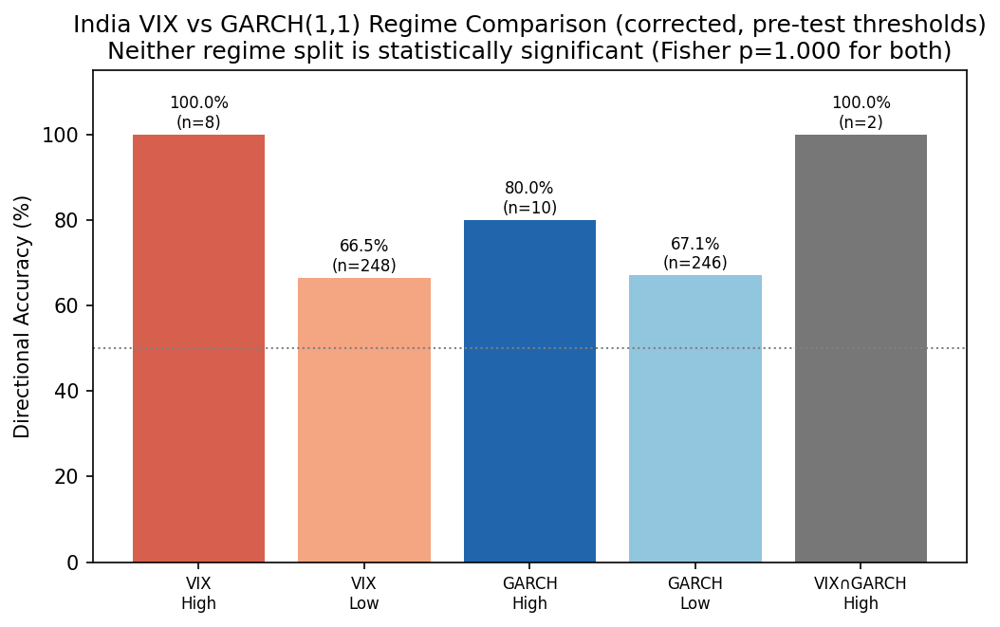 India VIX vs GARCH(1,1) Regime Comparison (corrected, pre-test thresholds)
Neither regime split is statistically significant (Fisher p=1.000 for both)
Directional Accuracy (%)
100
80
60
40
20
0
100.0%
(n=8)
66.5%
(n=248)
80.0%
(n=10)
67.1%
(n=246)
100.0%
(n=2)
VIX
High
VIX
Low
GARCH
High
GARCH
Low
VIX∩GARCH
High